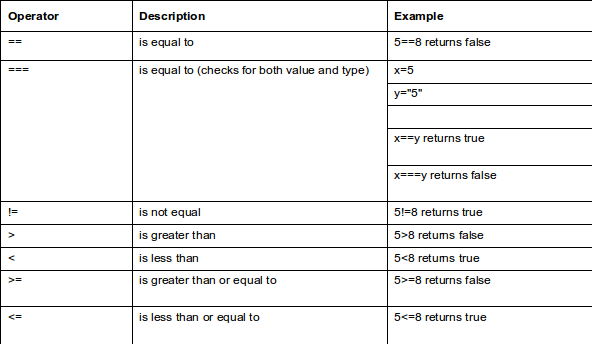 Operator Description Example
== is equal to 5==8 returns false
=== is equal to (checks for both value and type) x=5
y="5"
x==y returns true
x===y returns false
!= is not equal 5!=8 returns true
> is greater than 5>8 returns false
< is less than 5<8 returns true
>= is greater than or equal to 5>=8 returns false
<= is less than or equal to 5<=8 returns true